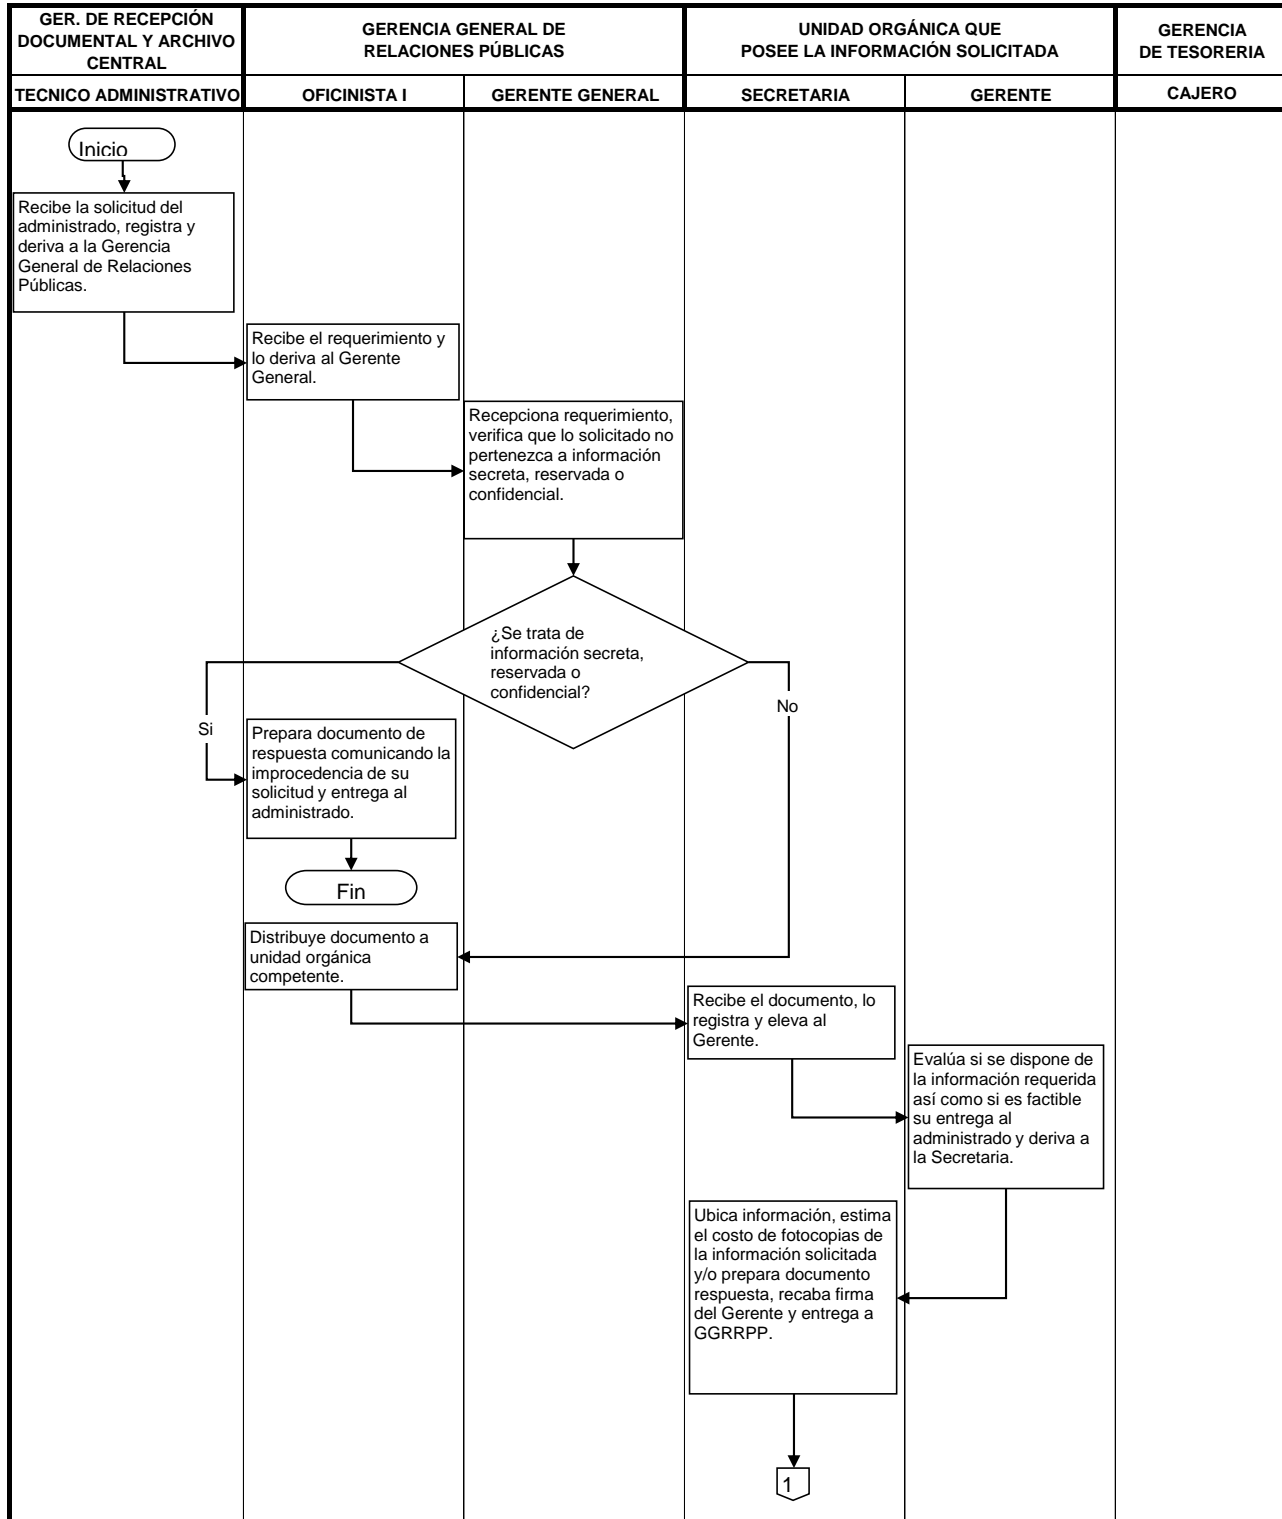 GER. DE RECEPCIÓN
DOCUMENTAL Y ARCHIVO
CENTRAL
GERENCIA GENERAL DE
RELACIONES PÚBLICAS
UNIDAD ORGÁNICA QUE
POSEE LA INFORMACIÓN SOLICITADA
GERENCIA
DE TESORERIA
TECNICO ADMINISTRATIVO
OFICINISTA I
GERENTE GENERAL
SECRETARIA
GERENTE
CAJERO
Inicio
Recibe la solicitud del
administrado, registra y
deriva a la Gerencia
General de Relaciones
Públicas.
Recibe el requerimiento y
lo deriva al Gerente
General.
Recepciona requerimiento,
verifica que lo solicitado no
pertenezca a información
secreta, reservada o
confidencial.
¿Se trata de
información secreta,
reservada o
confidencial?
Si
No
Prepara documento de
respuesta comunicando la
improcedencia de su
solicitud y entrega al
administrado.
Fin
Distribuye documento a
unidad orgánica
competente.
Recibe el documento, lo
registra y eleva al
Gerente.
Evalúa si se dispone de
la información requerida
así como si es factible
su entrega al
administrado y deriva a
la Secretaria.
Ubica información, estima
el costo de fotocopias de
la información solicitada
y/o prepara documento
respuesta, recaba firma
del Gerente y entrega a
GGRRPP.
1